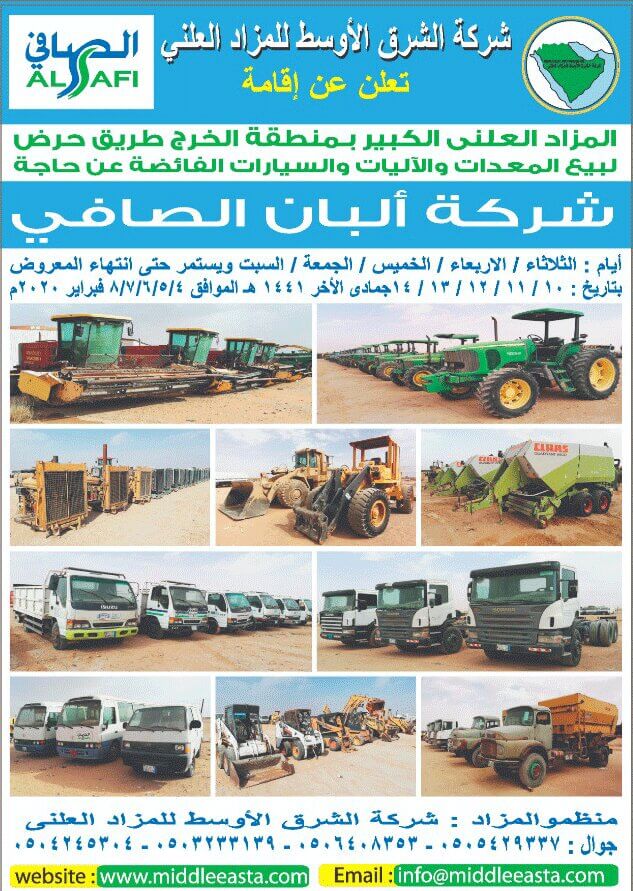 الصافي
ALSAFI
شركة الشرق الأوسط للمزاد العلني
تعلن عن إقامة
المزاد العلنى الكبير بمنطقة الخرج طريق حرض
لبيع المعدات والآليات والسيارات الفائضة عن حاجة
شركة ألبان الصافي
أيام : الثلاثاء / الاربعاء / الخميس / الجمعة / السبت ويستمر حتى انتهاء المعروض
بتاريخ : ١٠ / ١١ / ١٢ / ١٣ / ١٤جمادى الأخر ١٤٤١ هـ الموافق ٨/٧/٦/٥/٤ فبراير ٢٠٢٠م
CLAAS
ISUZU
SCANIA
منظمو المزاد : شركة الشرق الأوسط للمزاد العلنى
جوال : ٠٥٠٥٤٢٩٣٣٧ - ٠٥٠٦٤٠٨٣٥٣ - ٠٥٠٣٢٣٣١٣٩ - ٠٥٠٤٢٤٥٣٠٤
website : www.middleeasta.com
Email : info@middleeasta.com